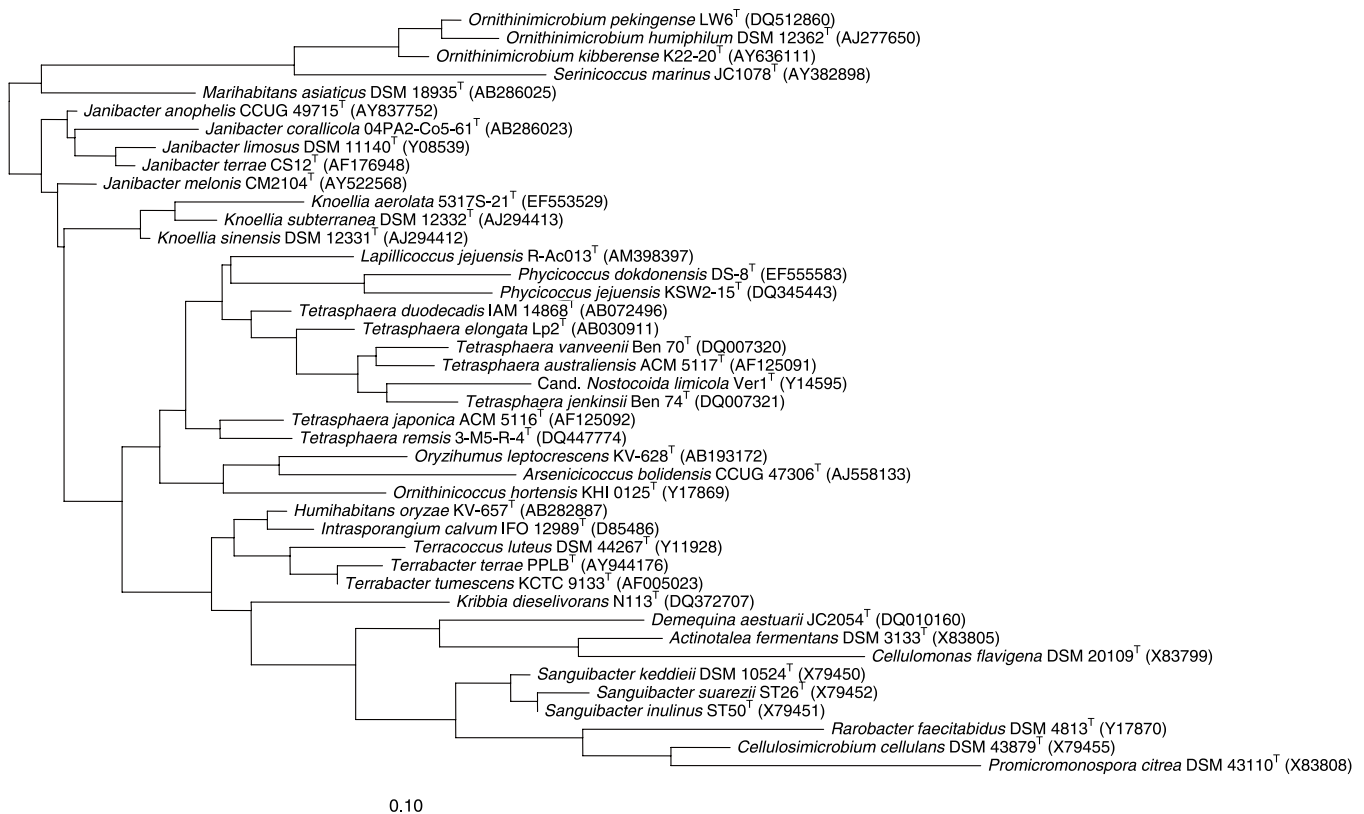 Ornithinimicrobium pekingense LW6T (DQ512860)
Ornithinimicrobium humiphilum DSM 12362T (AJ277650)
Ornithinimicrobium kibberense K22-20T (AY636111)
Serinicoccus marinus JC1078T (AY382898)
Marihabitans asiaticus DSM 18935T (AB286025)
Janibacter anophelis CCUG 49715T (AY837752)
Janibacter corallicola 04PA2-Co5-61T (AB286023)
Janibacter limosus DSM 11140T (Y08539)
Janibacter terrae CS12T (AF176948)
Janibacter melonis CM2104T (AY522568)
Knoellia aerolata 5317S-21T (EF553529)
Knoellia subterranea DSM 12332T (AJ294413)
Knoellia sinensis DSM 12331T (AJ294412)
Lapillicoccus jejuensis R-Ac013T (AM398397)
Phycicoccus dokdonensis DS-8T (EF555583)
Phycicoccus jejuensis KSW2-15T (DQ345443)
Tetrasphaera duodecadis IAM 14868T (AB072496)
Tetrasphaera elongata Lp2T (AB030911)
Tetrasphaera vanveenii Ben 70T (DQ007320)
Tetrasphaera australiensis ACM 5117T (AF125091)
Cand. Nostocoida limicola Ver1T (Y14595)
Tetrasphaera jenkinsii Ben 74T (DQ007321)
Tetrasphaera japonica ACM 5116T (AF125092)
Tetrasphaera remsis 3-M5-R-4T (DQ447774)
Oryzihumus leptocrescens KV-628T (AB193172)
Arsenicicoccus bolidensis CCUG 47306T (AJ558133)
Ornithinicoccus hortensis KHI 0125T (Y17869)
Humihabitans oryzae KV-657T (AB282887)
Intrasporangium calvum IFO 12989T (D85486)
Terracoccus luteus DSM 44267T (Y11928)
Terrabacter terrae PPLBT (AY944176)
Terrabacter tumescens KCTC 9133T (AF005023)
Kribbia dieselivorans N113T (DQ372707)
Demequina aestuarii JC2054T (DQ010160)
Actinotalea fermentans DSM 3133T (X83805)
Cellulomonas flavigena DSM 20109T (X83799)
Sanguibacter keddieii DSM 10524T (X79450)
Sanguibacter suarezii ST26T (X79452)
Sanguibacter inulinus ST50T (X79451)
Rarobacter faecitabidus DSM 4813T (Y17870)
Cellulosimicrobium cellulans DSM 43879T (X79455)
Promicromonospora citrea DSM 43110T (X83808)
0.10